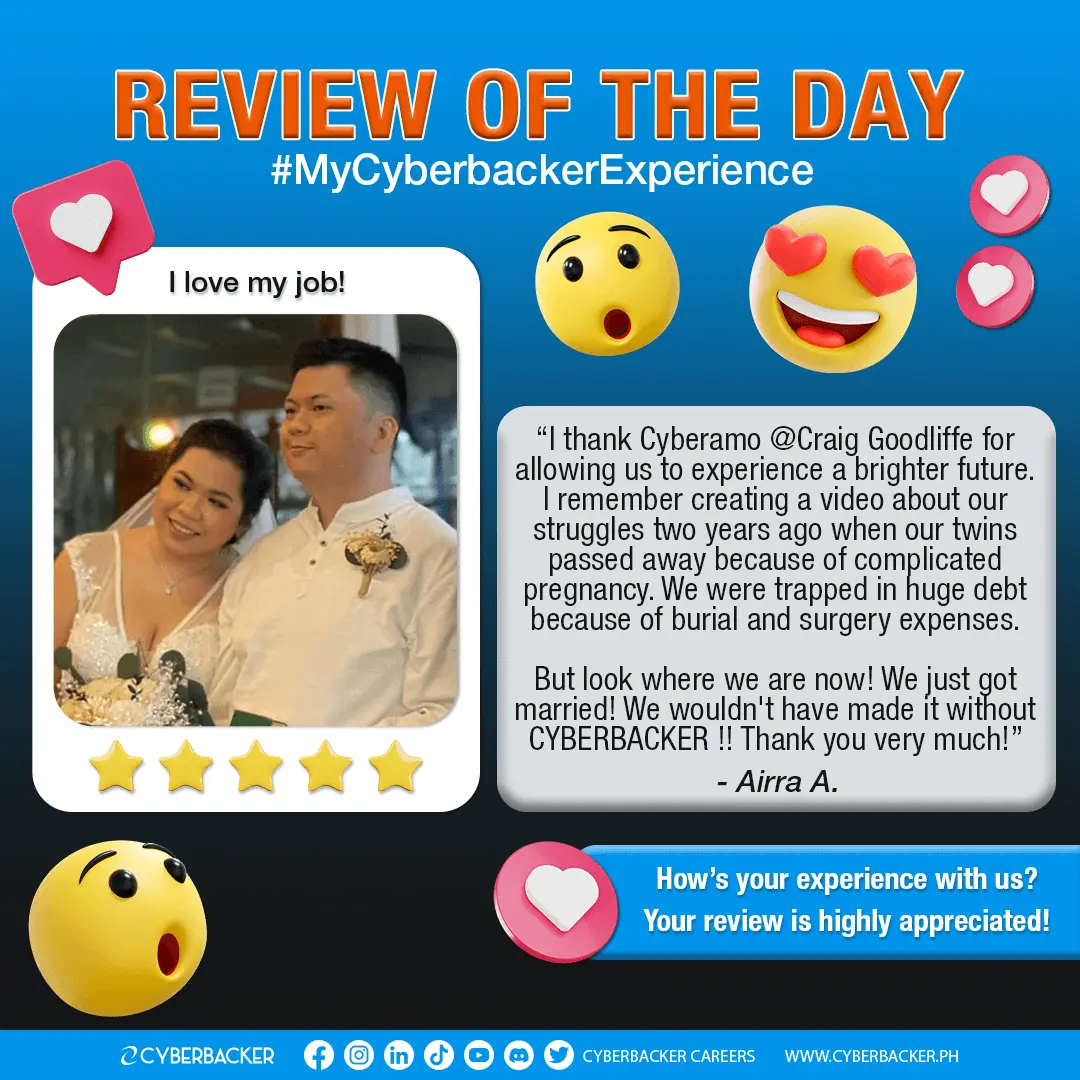 REVIEW OF THE DAY
#MyCyberbackerExperience
I love my job!
“I thank Cyberamo @Craig Goodliffe for
allowing us to experience a brighter future.
I remember creating a video about our
struggles two years ago when our twins
passed away because of complicated
pregnancy. We were trapped in huge debt
because of burial and surgery expenses.
But look where we are now! We just got
married! We wouldn't have made it without
CYBERBACKER !! Thank you very much!”
- Airra A.
How’s your experience with us?
Your review is highly appreciated!
CYBERBACKER CYBERBACKER CAREERS WWW.CYBERBACKER.PH